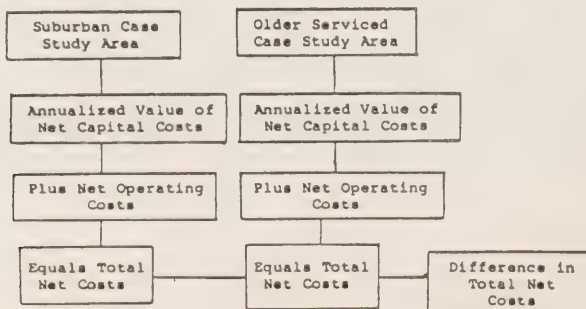 Suburban Case
Study Area
Older Serviced
Case Study Area
Annualized Value of
Net Capital Costs
Annualized Value of
Net Capital Costs
Plus Net Operating
Costs
Plus Net Operating
Costs
Equals Total
Net Costs
Equals Total
Net Costs
Difference in
Total Net
Costs